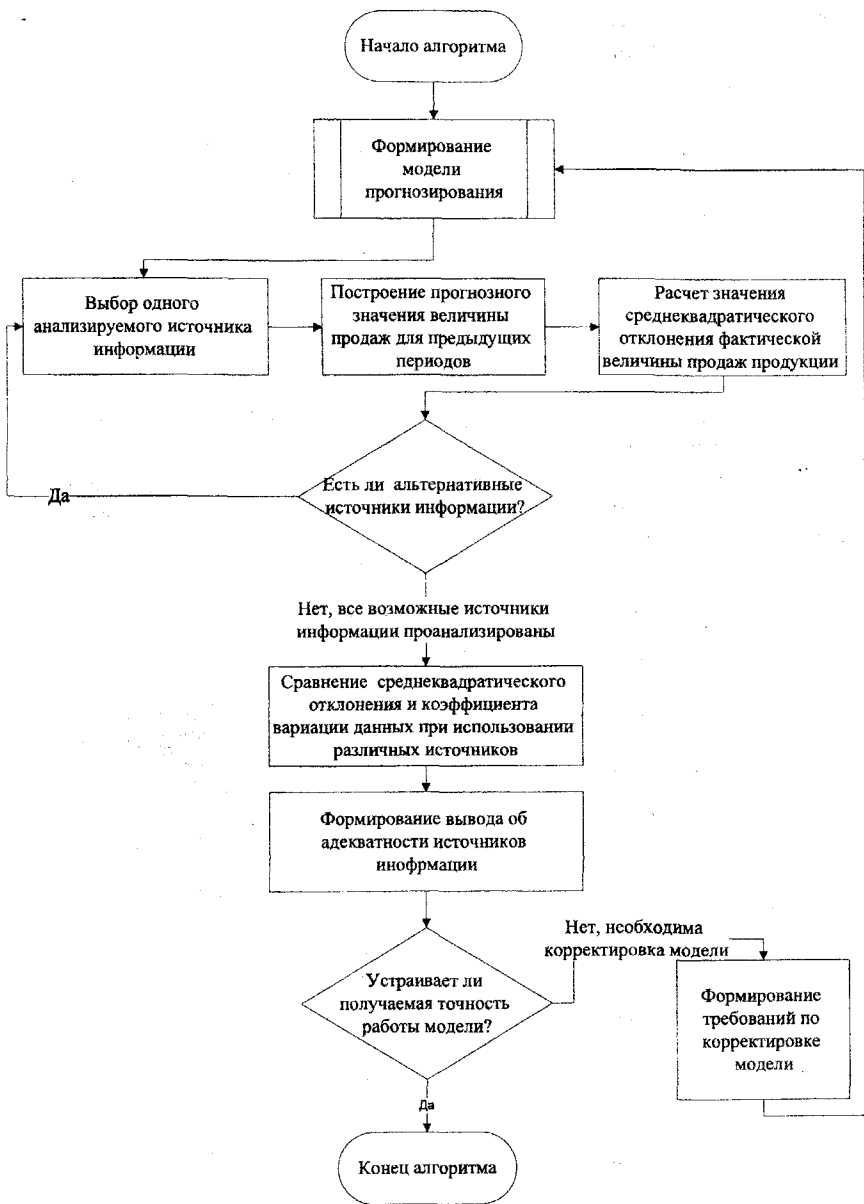 Начало алгоритма
Формирование
модели
прогнозирования
Выбор одного
анализируемого источника
информации
Построение прогнозного
значения величины
продаж для предыдущих
периодов
Расчет значения
среднеквадратического
отклонения фактической
величины продаж продукции
Есть ли альтернативные
источники информации?
Да
Нет, все возможные источники
информации проанализированы
Сравнение среднеквадратического
отклонения и коэффициента
вариации данных при использовании
различных источников
Формирование вывода об
адекватности источников
инофрмации
Устраивает ли
получаемая точность
работы модели?
Нет, необходима
корректировка модели
Формирование
требований по
корректировке
модели
Да
Конец алгоритма